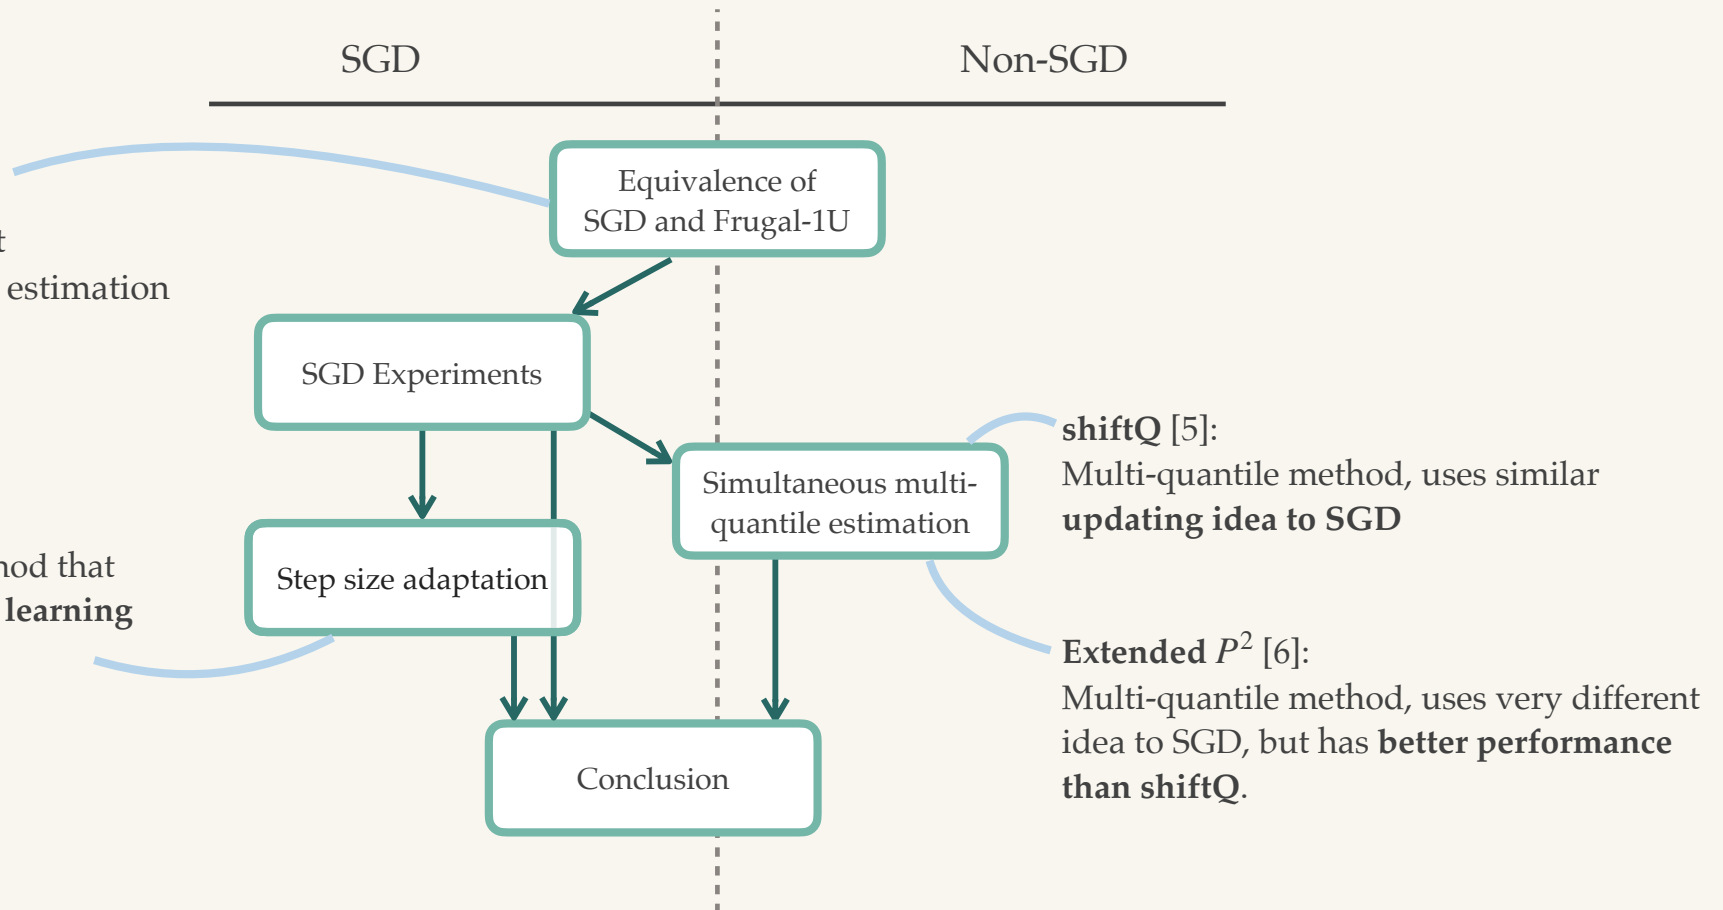 SGD
Non-SGD
Equivalence of
SGD and Frugal-1U
t
estimation
SGD Experiments
shiftQ [5]:
Multi-quantile method, uses similar
updating idea to SGD
Simultaneous multi-
quantile estimation
that
learning
Step size adaptation
Extended P² [6]:
Multi-quantile method, uses very different
idea to SGD, but has better performance
than shiftQ.
Conclusion